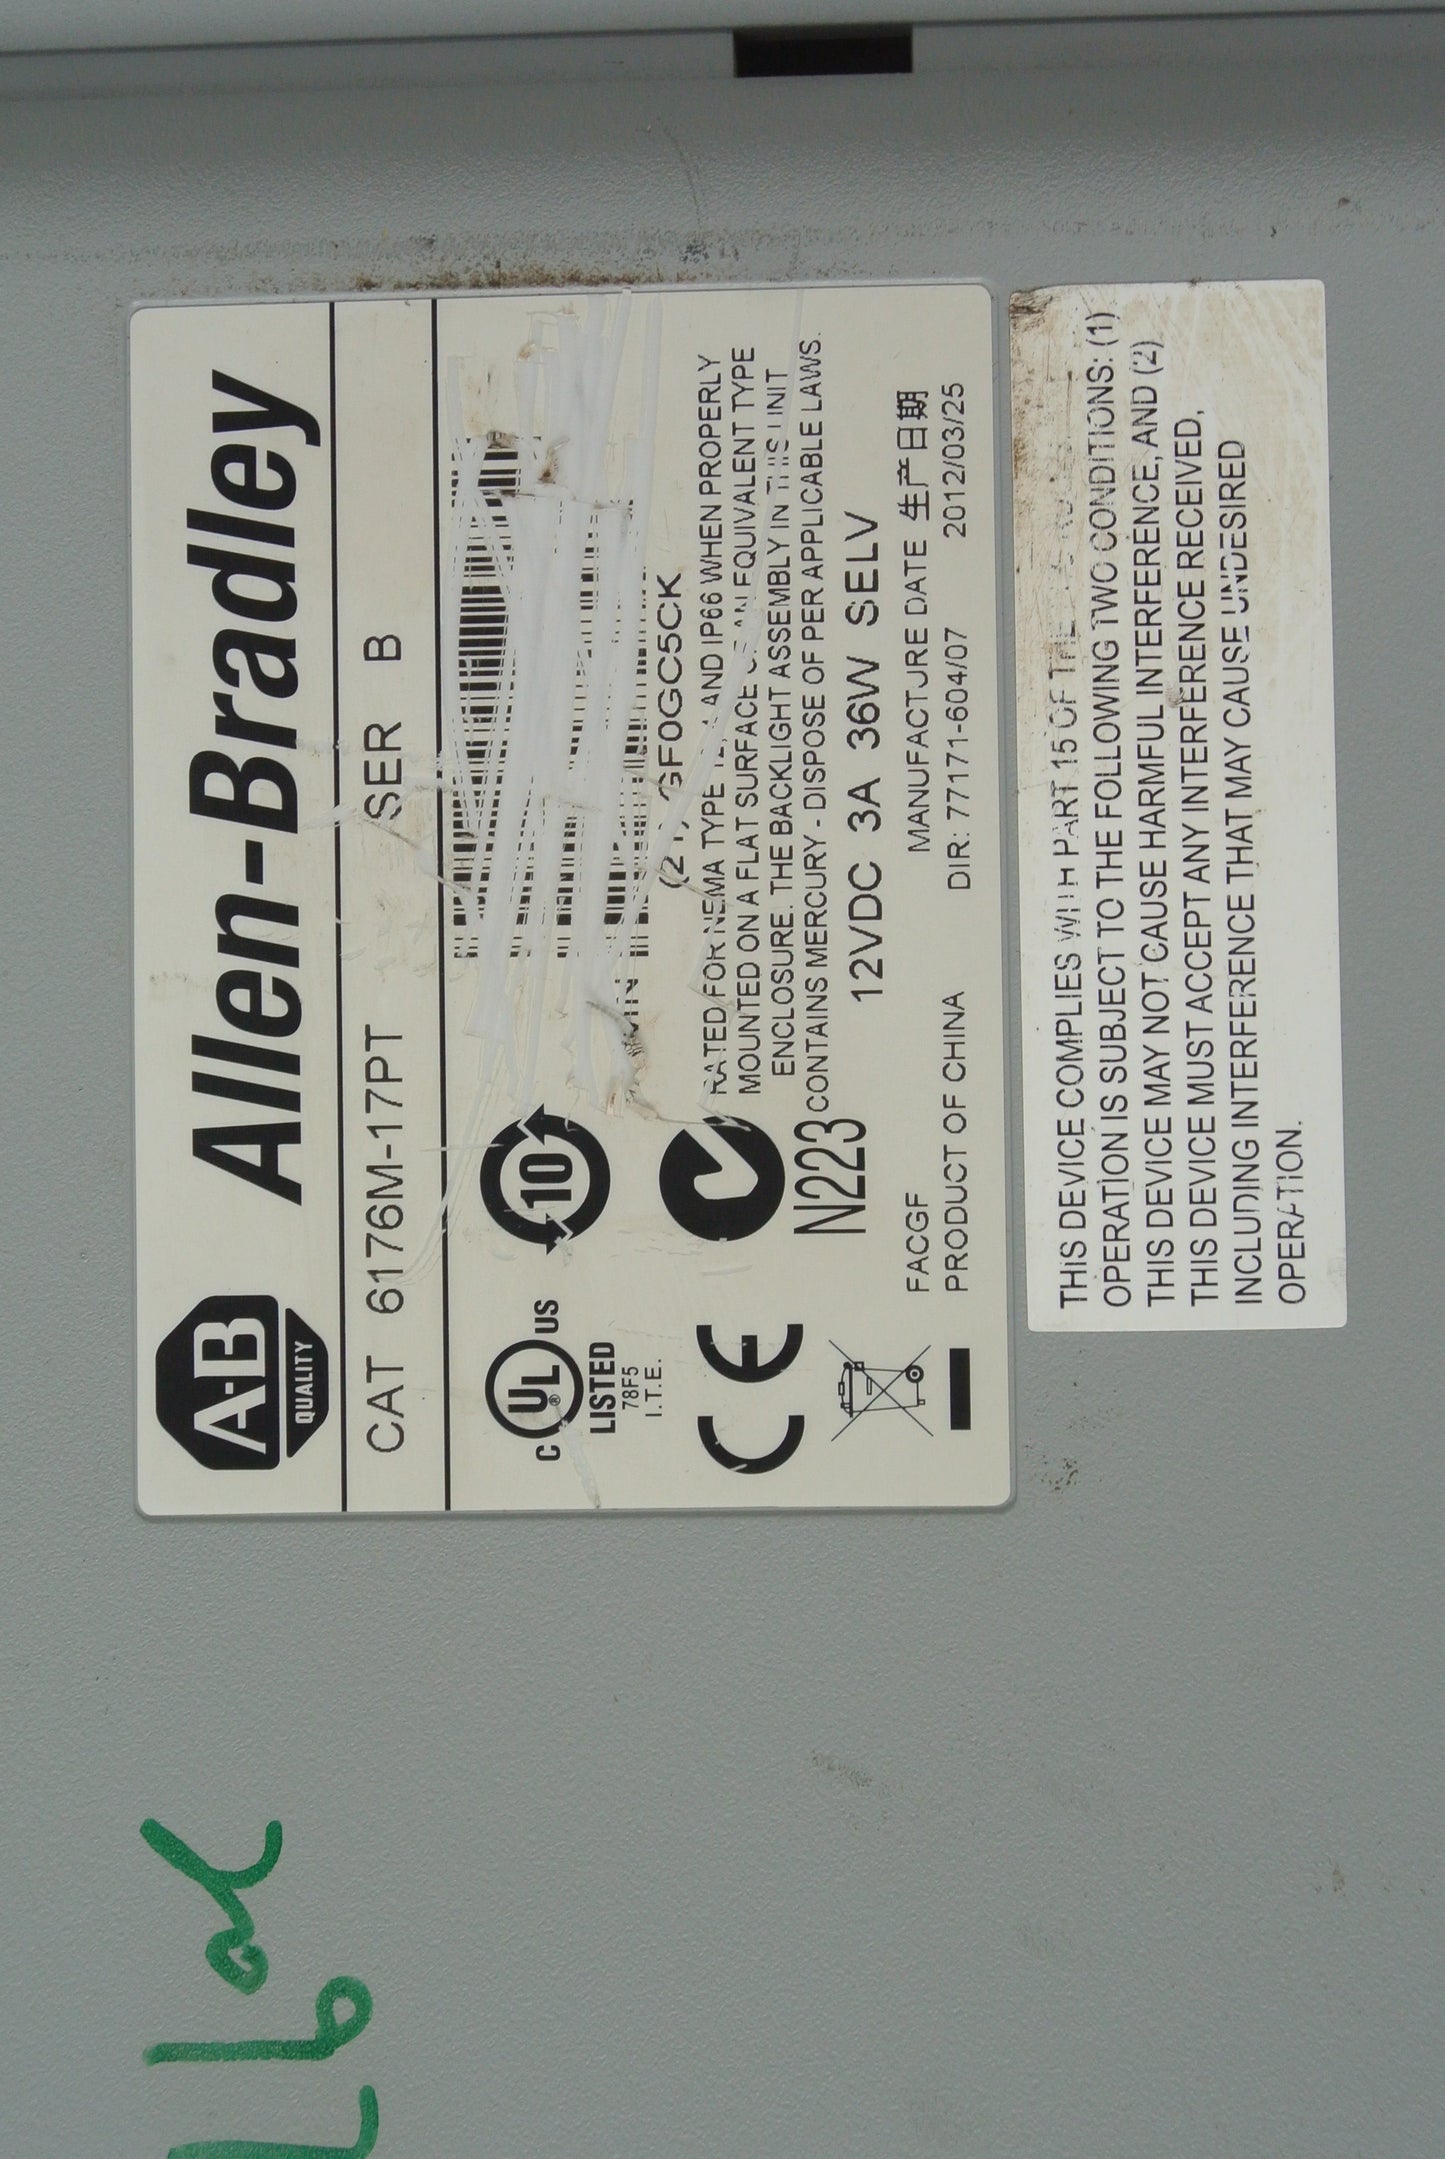 Allen-Bradley
A-B
QUALITY
CAT 6176M-17PT SER B
C UL® US
LISTED
78F5
I.T.E.
10
GF0GC5CK
RATED FOR NEMA TYPE AND IP66 WHEN PROPERLY
MOUNTED ON A FLAT SURFACE EQUIVALENT TYPE
ENCLOSURE. THE BACKLIGHT ASSEMBLY IN THIS UNIT
CONTAINS MERCURY - DISPOSE OF PER APPLICABLE LAWS.
CE
N223
12VDC 3A 36W SELV
FACGF MANUFACTURE DATE 生产日期
PRODUCT OF CHINA DIR: 77171-604/07 2012/03/25
THIS DEVICE COMPLIES WITH PART 15 OF THE
OPERATION IS SUBJECT TO THE FOLLOWING TWO CONDITIONS: (1)
THIS DEVICE MAY NOT CAUSE HARMFUL INTERFERENCE, AND (2)
THIS DEVICE MUST ACCEPT ANY INTERFERENCE RECEIVED,
INCLUDING INTERFERENCE THAT MAY CAUSE UNDESIRED
OPERATION.